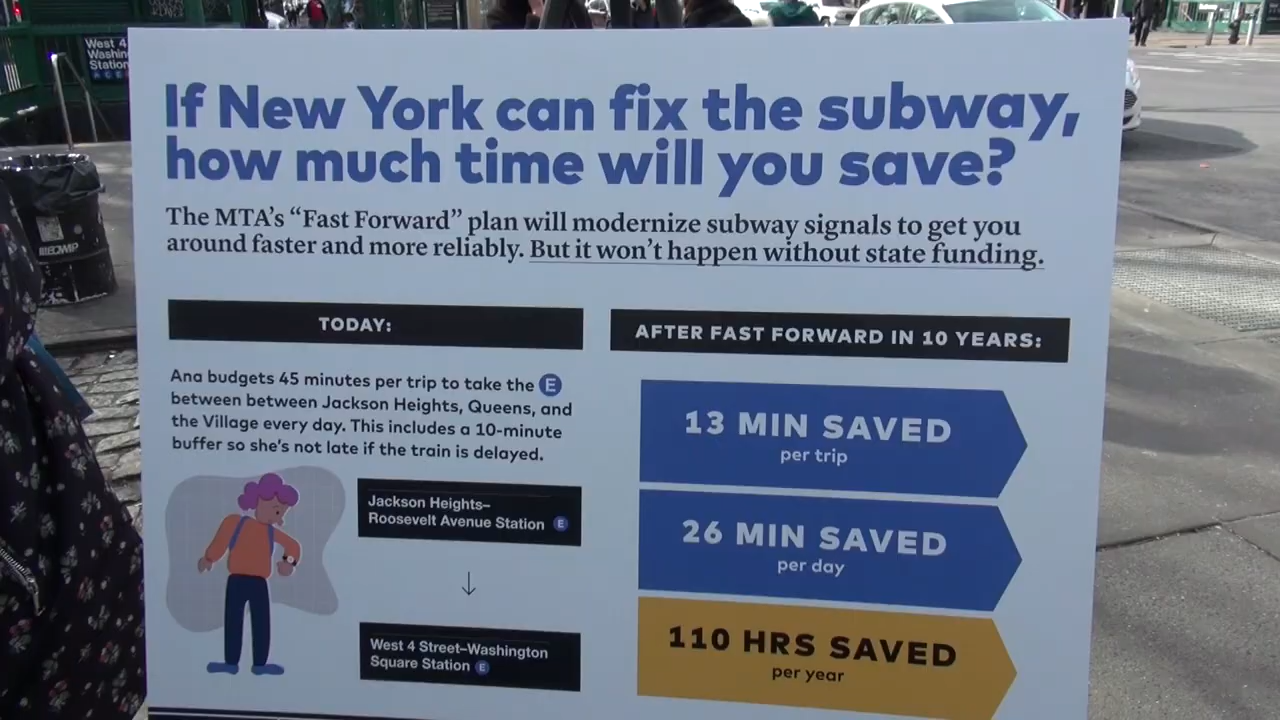 West 4
Washin
Station
A C E
If New York can fix the subway,
how much time will you save?
The MTA's “Fast Forward” plan will modernize subway signals to get you
around faster and more reliably. But it won't happen without state funding.
TODAY:
Ana budgets 45 minutes per trip to take the E
between between Jackson Heights, Queens, and
the Village every day. This includes a 10-minute
buffer so she's not late if the train is delayed.
Jackson Heights–
Roosevelt Avenue Station E
↓
West 4 Street–Washington
Square Station E
AFTER FAST FORWARD IN 10 YEARS:
13 MIN SAVED
per trip
26 MIN SAVED
per day
110 HRS SAVED
per year